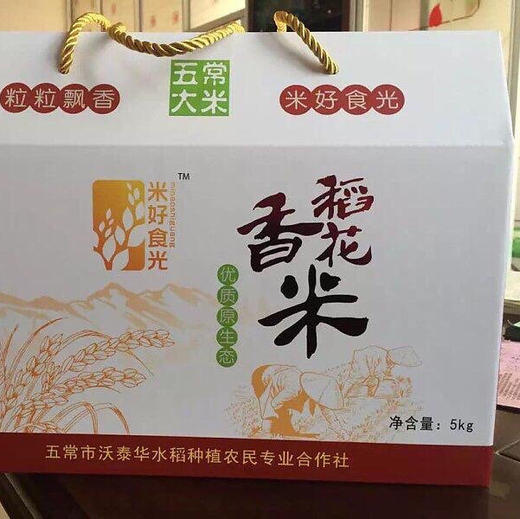 粒粒飘香
五常
大米
米好食光
米好食光
TM
mihaoshiguang
稻花
香米
优质原生态
净含量：5kg
五常市沃泰华水稻种植农民专业合作社